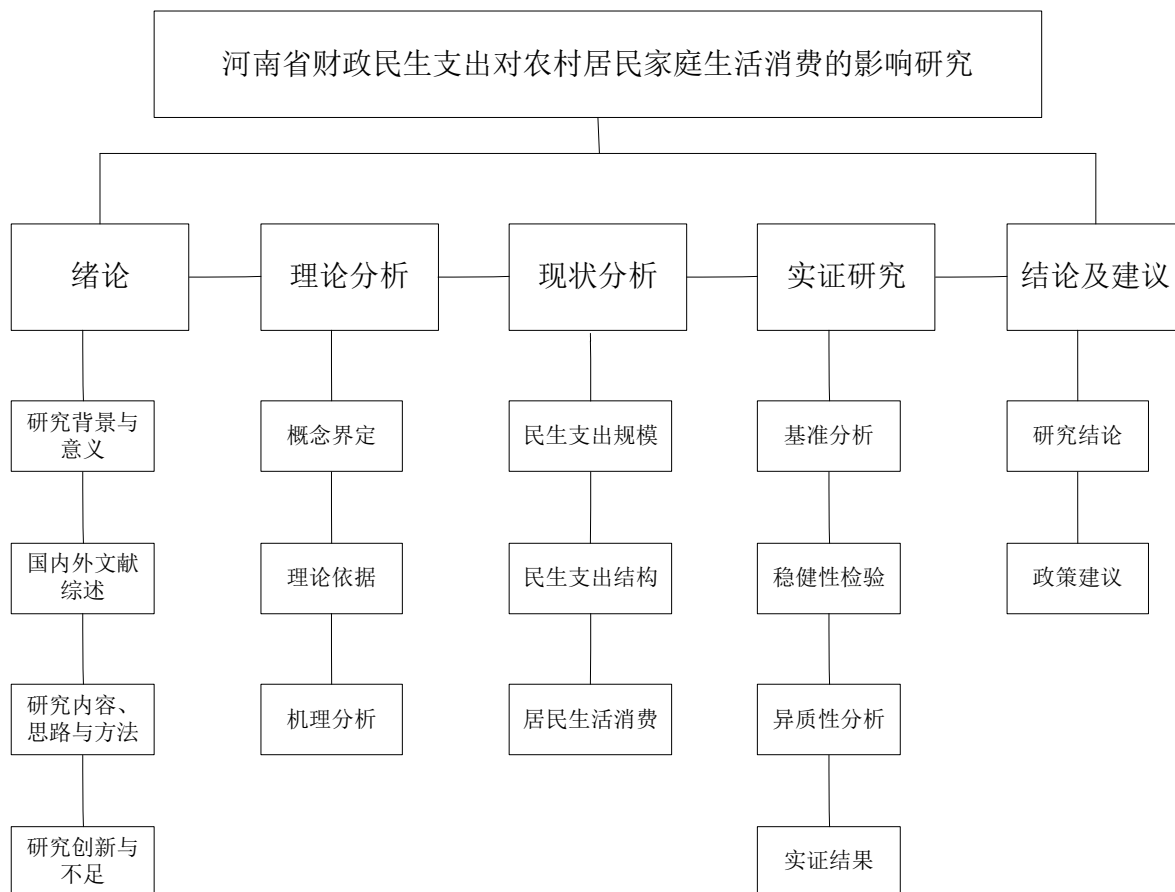 河南省财政民生支出对农村居民家庭生活消费的影响研究
绪论
理论分析
现状分析
实证研究
结论及建议
研究背景与
意义
概念界定
民生支出规模
基准分析
研究结论
国内外文献
综述
理论依据
民生支出结构
稳健性检验
政策建议
研究内容、
思路与方法
机理分析
居民生活消费
异质性分析
研究创新与
不足
实证结果